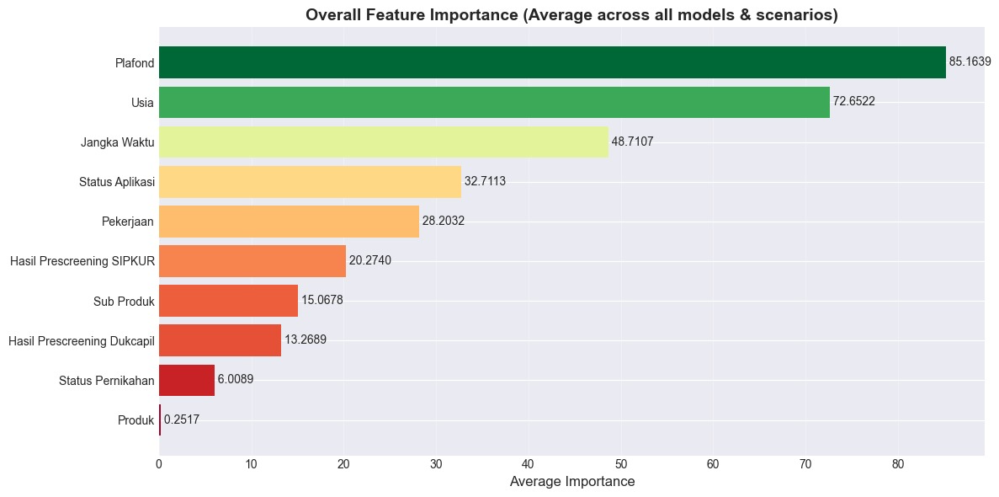 Overall Feature Importance (Average across all models & scenarios)
Plafond 85.1639
Usia 72.6522
Jangka Waktu 48.7107
Status Aplikasi 32.7113
Pekerjaan 28.2032
Hasil Prescreening SIPKUR 20.2740
Sub Produk 15.0678
Hasil Prescreening Dukcapil 13.2689
Status Pernikahan 6.0089
Produk 0.2517
0 10 20 30 40 50 60 70 80
Average Importance